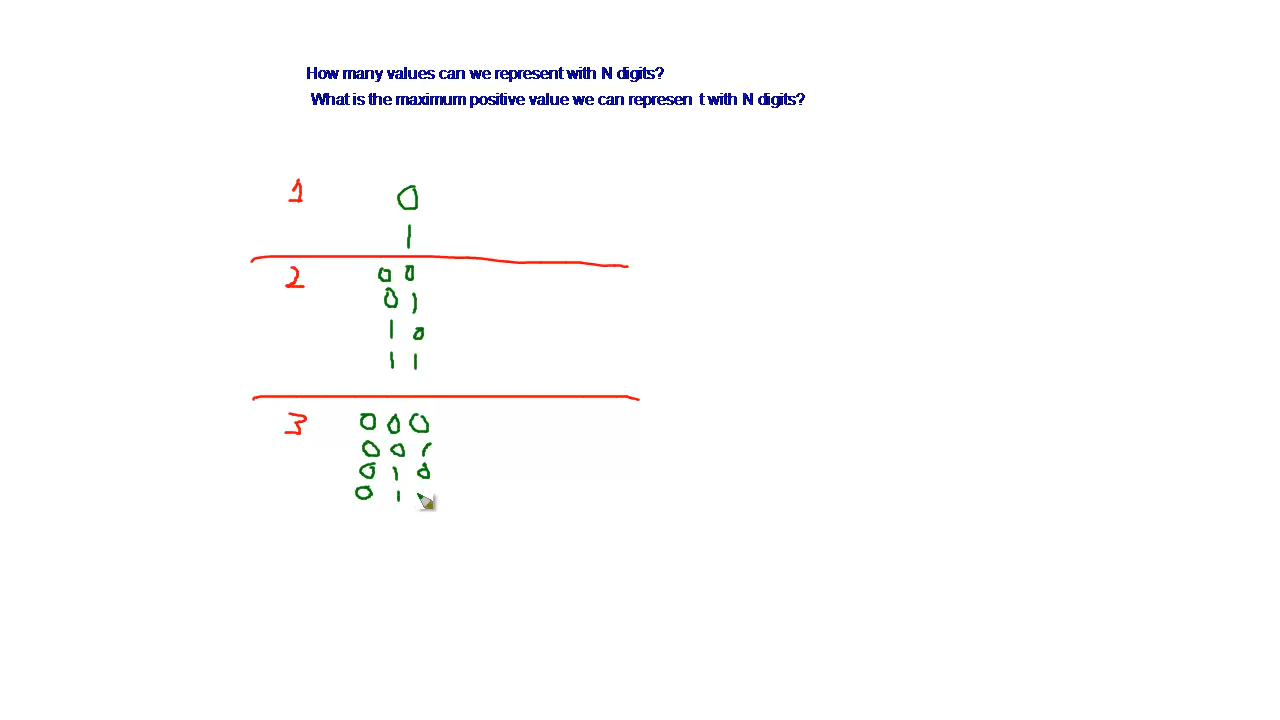 How many values can we represent with N digits?
What is the maximum positive value we can represen t with N digits?
1 0
1
2 0 0
0 1
1 0
1 1
3 0 0 0
0 0 1
0 1 0
0 1